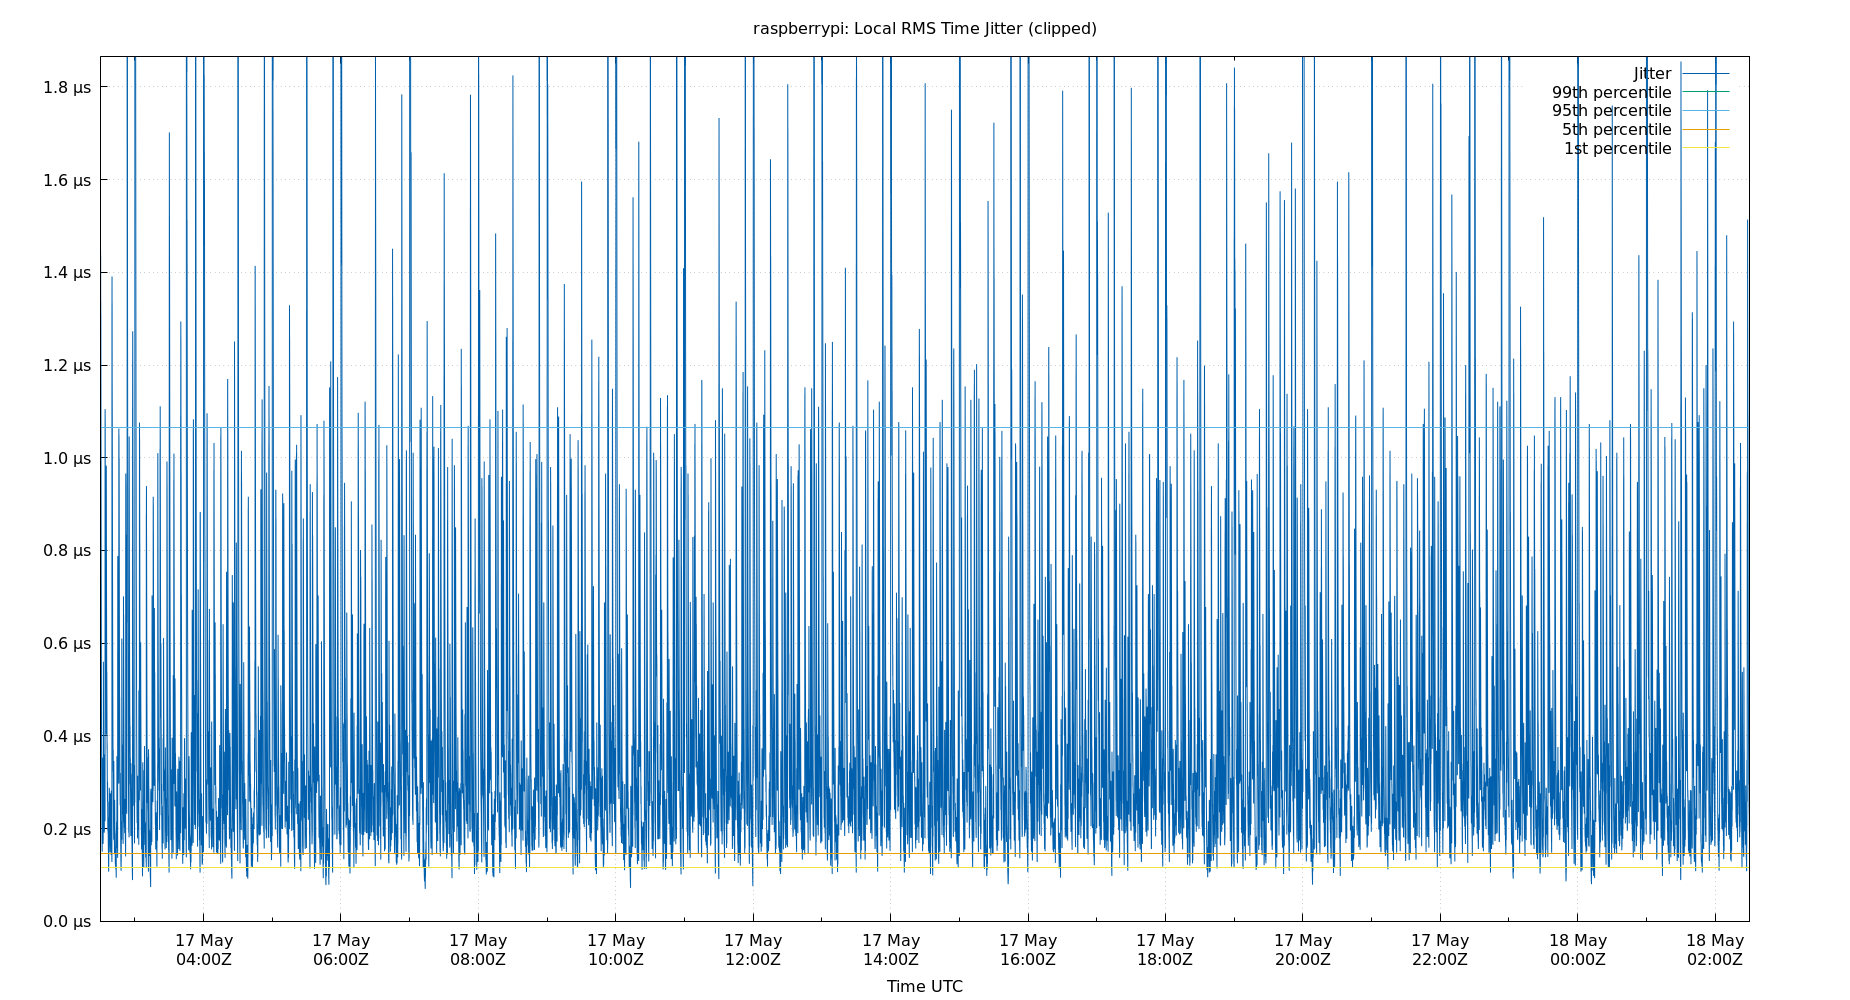 raspberrypi: Local RMS Time Jitter (clipped)
Jitter
99th percentile
95th percentile
5th percentile
1st percentile
1.8 µs
1.6 µs
1.4 µs
1.2 µs
1.0 µs
0.8 µs
0.6 µs
0.4 µs
0.2 µs
0.0 µs
17 May 17 May 17 May 17 May 17 May 17 May 17 May 17 May 17 May 17 May 18 May 18 May
04:00Z 06:00Z 08:00Z 10:00Z 12:00Z 14:00Z 16:00Z 18:00Z 20:00Z 22:00Z 00:00Z 02:00Z
Time UTC